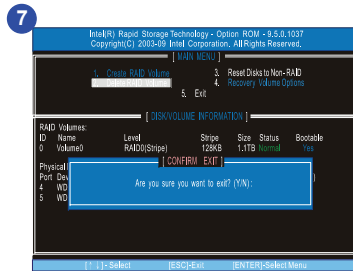 7
Intel(R) Rapid Storage Technology - Option ROM - 9.5.0.1037
Copyright(C) 2003-09 Intel Corporation. All Rights Reserved.
[ MAIN MENU ]
1. Create RAID Volume
2. Delete RAID Volume
3. Reset Disks to Non-RAID
4. Recovery Volume Options
5. Exit
[ DISK/VOLUME INFORMATION ]
RAID Volumes:
ID Name Level Stripe Size Status Bootable
0 Volume0 RAID0(Stripe) 128KB 1.1TB Normal Yes
Physical
Port Dev )
4 WD
5 WD
[ CONFIRM EXIT ]
Are you sure you want to exit? (Y/N) :
[↑↓]-Select [ESC]-Exit [ENTER]-Select Menu